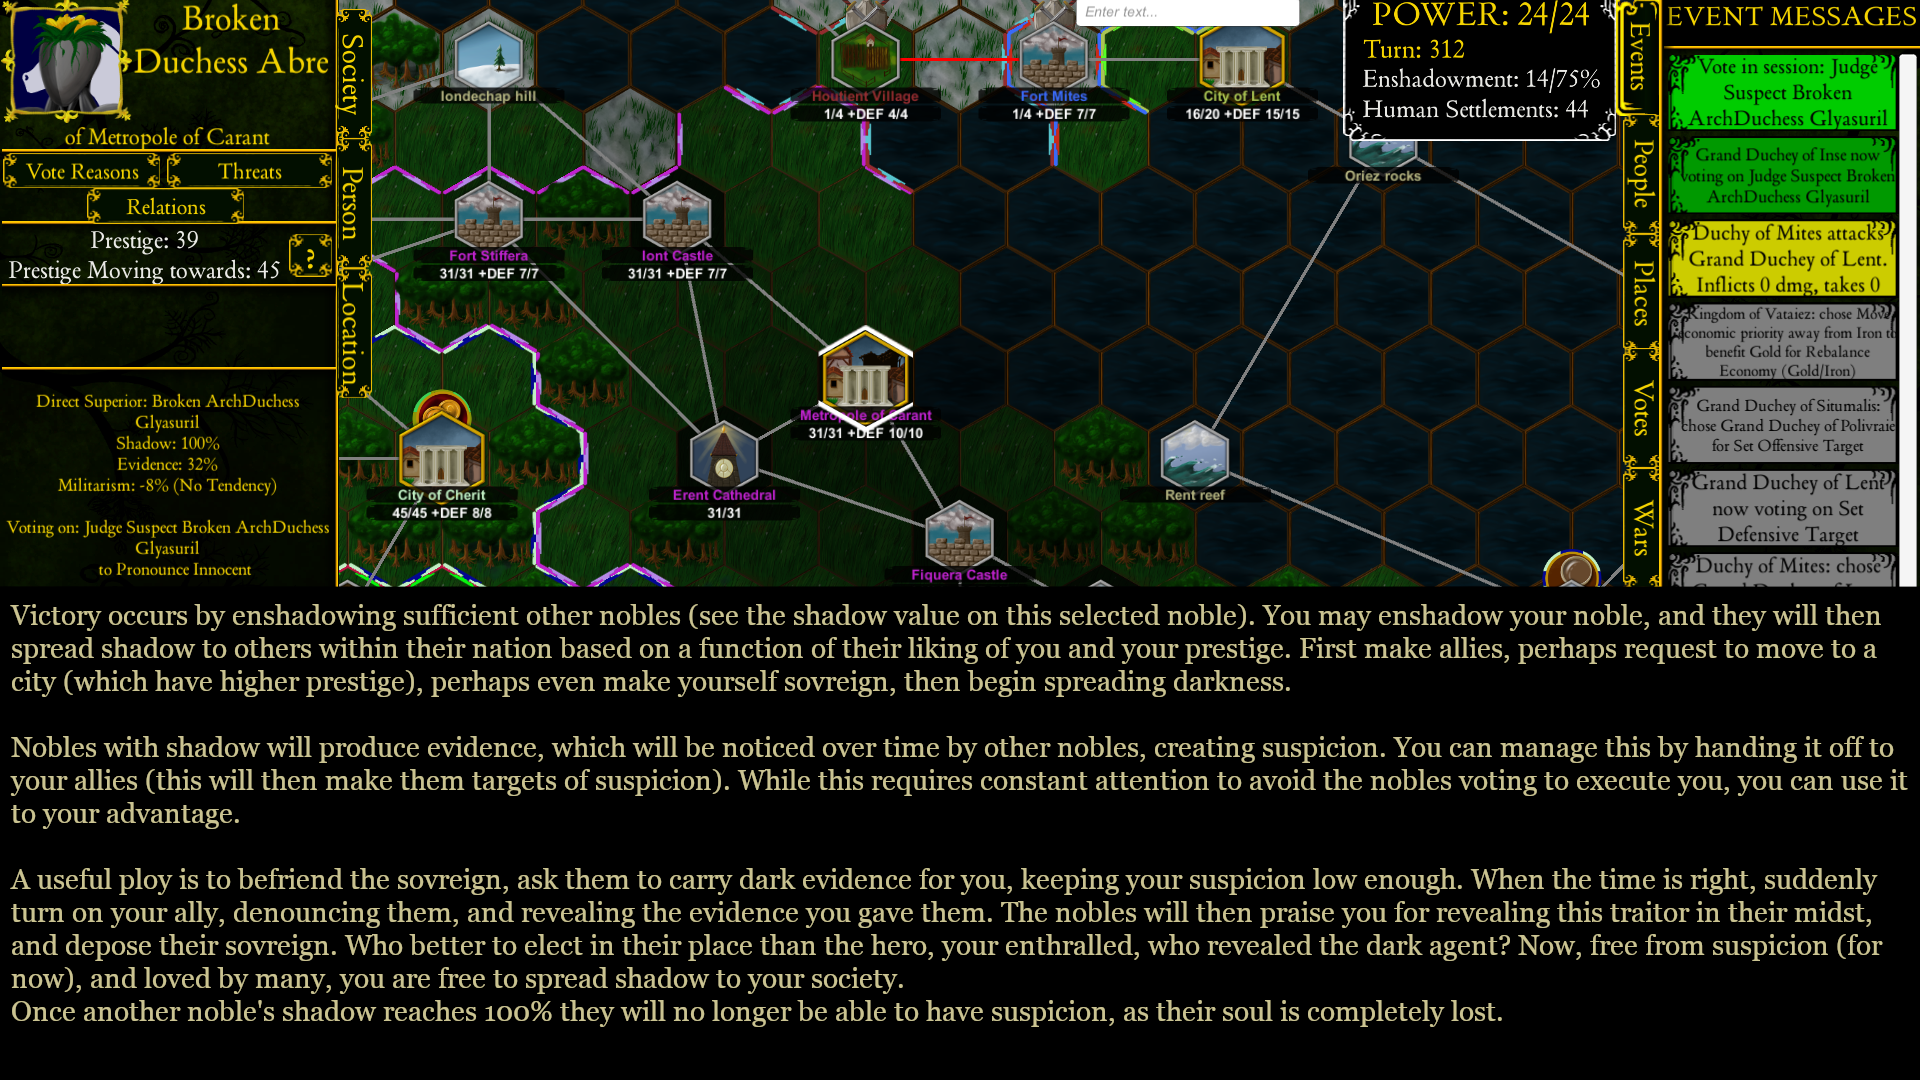 Broken
Duchess Abre
of Metropole of Carant
Vote Reasons
Threats
Relations
Prestige: 39
Prestige Moving towards: 45
?
Direct Superior: Broken ArchDuchess
Glyasuril
Shadow: 100%
Evidence: 32%
Militarism: -8% (No Tendency)
Voting on: Judge Suspect Broken ArchDuchess
Glyasuril
to Pronounce Innocent
Society
Person
Location
Iondechap hill
Houtient Village
1/4 +DEF 4/4
Fort Mites
1/4 +DEF 7/7
City of Lent
16/20 +DEF 15/15
Enter text...
Oriez rocks
Fort Stiffera
31/31 +DEF 7/7
Iont Castle
31/31 +DEF 7/7
Metropole of Carant
31/31 +DEF 10/10
City of Cherit
45/45 +DEF 8/8
Erent Cathedral
31/31
Rent reef
Fiquera Castle
POWER: 24/24
Turn: 312
Enshadowment: 14/75%
Human Settlements: 44
Events
People
Places
Votes
Wars
EVENT MESSAGES
Vote in session: Judge
Suspect Broken
ArchDuchess Glyasuril
Grand Duchey of Inse now
voting on Judge Suspect Broken
ArchDuchess Glyasuril
Duchy of Mites attacks
Grand Duchey of Lent.
Inflicts 0 dmg, takes 0
Kingdom of Vataiez: chose Move
economic priority away from Iron to
benefit Gold for Rebalance
Economy (Gold/Iron)
Grand Duchey of Situmalis:
chose Grand Duchey of Polivraie
for Set Offensive Target
Grand Duchey of Lent
now voting on Set
Defensive Target
Duchy of Mites: chose
Victory occurs by enshadowing sufficient other nobles (see the shadow value on this selected noble). You may enshadow your noble, and they will then
spread shadow to others within their nation based on a function of their liking of you and your prestige. First make allies, perhaps request to move to a
city (which have higher prestige), perhaps even make yourself sovreign, then begin spreading darkness.
Nobles with shadow will produce evidence, which will be noticed over time by other nobles, creating suspicion. You can manage this by handing it off to
your allies (this will then make them targets of suspicion). While this requires constant attention to avoid the nobles voting to execute you, you can use it
to your advantage.
A useful ploy is to befriend the sovreign, ask them to carry dark evidence for you, keeping your suspicion low enough. When the time is right, suddenly
turn on your ally, denouncing them, and revealing the evidence you gave them. The nobles will then praise you for revealing this traitor in their midst,
and depose their sovreign. Who better to elect in their place than the hero, your enthralled, who revealed the dark agent? Now, free from suspicion (for
now), and loved by many, you are free to spread shadow to your society.
Once another noble's shadow reaches 100% they will no longer be able to have suspicion, as their soul is completely lost.